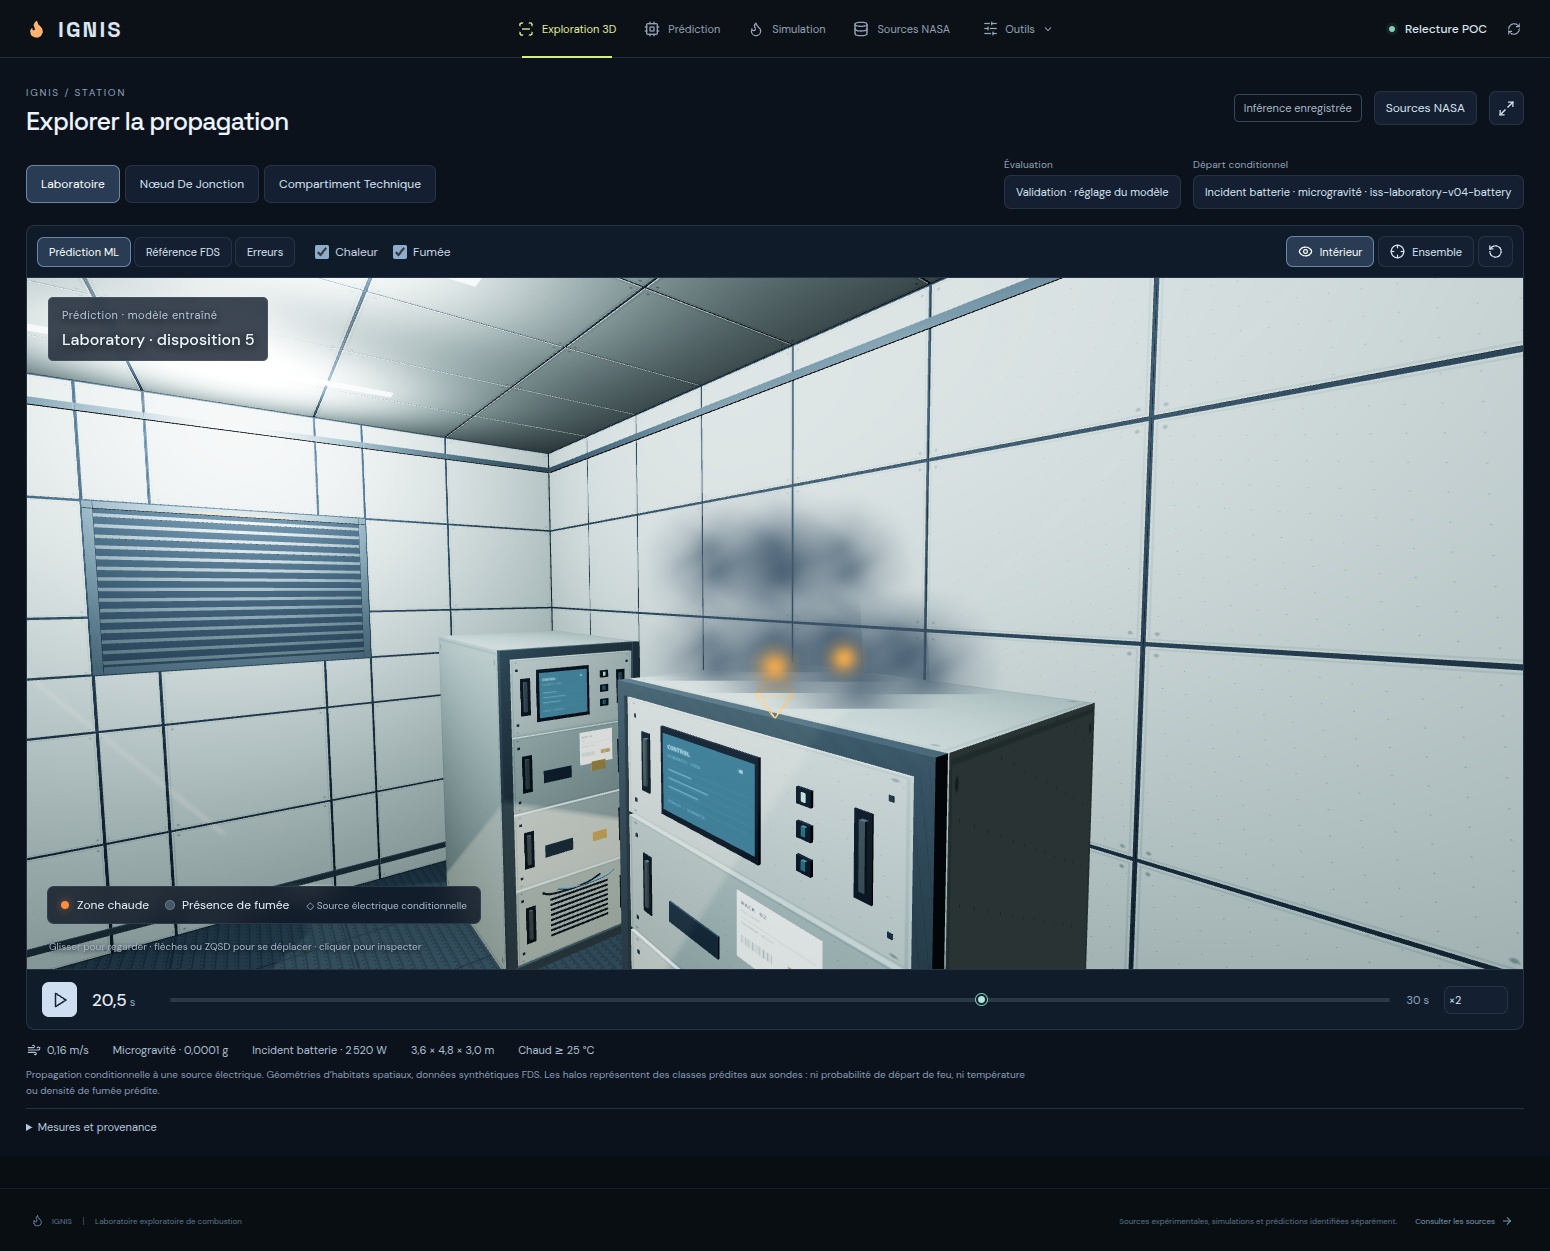 IGNIS
Exploration 3D
Prédiction
Simulation
Sources NASA
Outils
Relecture POC
IGNIS / STATION
Explorer la propagation
Inférence enregistrée
Sources NASA
Laboratoire
Nœud De Jonction
Compartiment Technique
Évaluation
Validation · réglage du modèle
Départ conditionnel
Incident batterie · microgravité · iss-laboratory-v04-battery
Prédiction ML
Référence FDS
Erreurs
Chaleur
Fumée
Intérieur
Ensemble
Prédiction · modèle entraîné
Laboratory · disposition 5
CONTROL
RACK 02
Zone chaude
Présence de fumée
◇ Source électrique conditionnelle
Glisser pour regarder · flèches ou ZQSD pour se déplacer · cliquer pour inspecter
20,5 s
30 s
×2
0,16 m/s
Microgravité · 0,0001 g
Incident batterie · 2 520 W
3,6 × 4,8 × 3,0 m
Chaud ≥ 25 °C
Propagation conditionnelle à une source électrique. Géométries d'habitats spatiaux, données synthétiques FDS. Les halos représentent des classes prédites aux sondes : ni probabilité de départ de feu, ni température
ou densité de fumée prédite.
Mesures et provenance
IGNIS
Laboratoire exploratoire de combustion
Sources expérimentales, simulations et prédictions identifiées séparément.
Consulter les sources